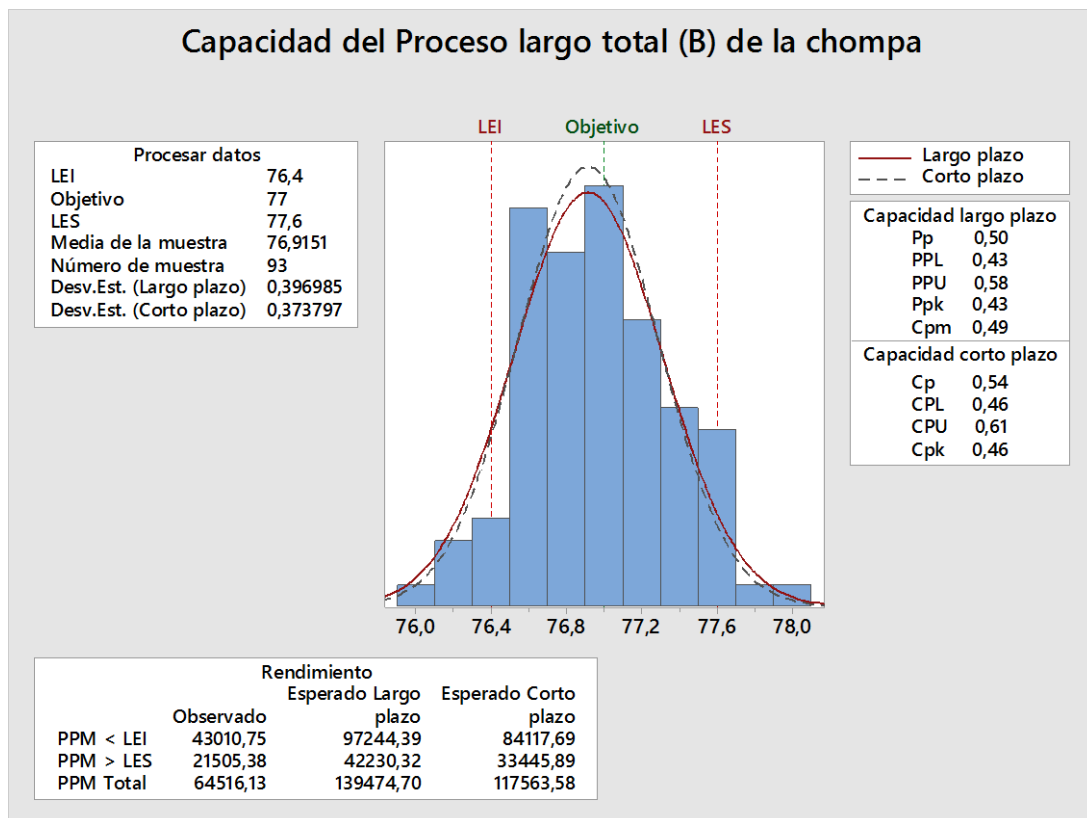 Capacidad del Proceso largo total (B) de la chompa
LEI Objetivo LES
Procesar datos
LEI 76,4
Objetivo 77
LES 77,6
Media de la muestra 76,9151
Número de muestra 93
Desv.Est. (Largo plazo) 0,396985
Desv.Est. (Corto plazo) 0,373797
Largo plazo
Corto plazo
Capacidad largo plazo
Pp 0,50
PPL 0,43
PPU 0,58
Ppk 0,43
Cpm 0,49
Capacidad corto plazo
Cp 0,54
CPL 0,46
CPU 0,61
Cpk 0,46
76,0 76,4 76,8 77,2 77,6 78,0
Rendimiento
Esperado Largo Esperado Corto
Observado plazo plazo
PPM < LEI 43010,75 97244,39 84117,69
PPM > LES 21505,38 42230,32 33445,89
PPM Total 64516,13 139474,70 117563,58